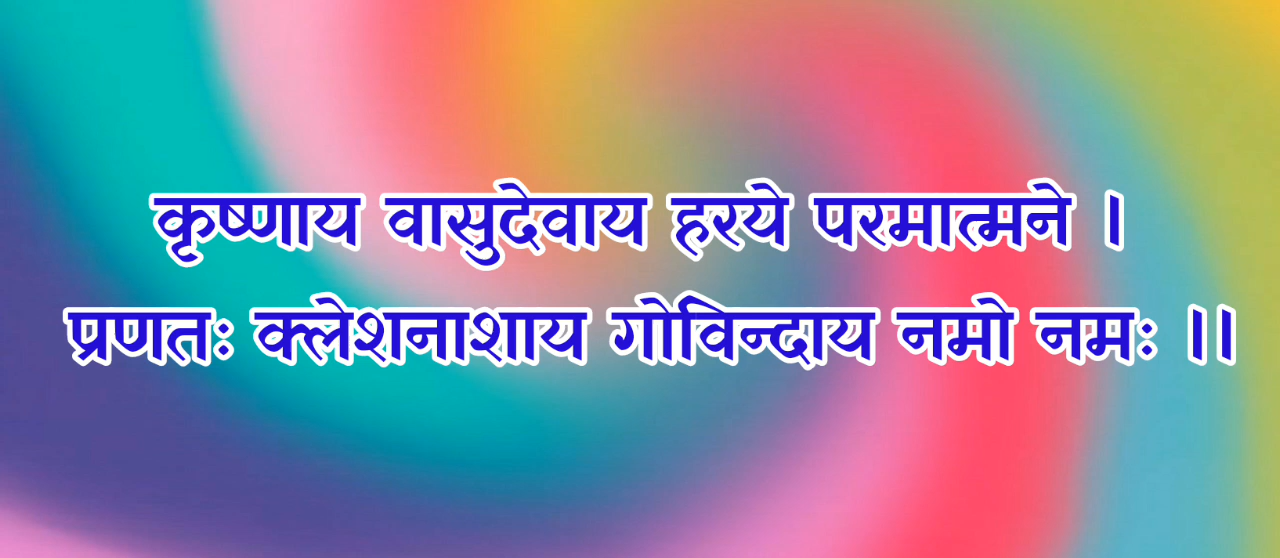 कृष्णाय वासुदेवाय हरये परमात्मने ।
प्रणतः क्लेशनाशाय गोविन्दाय नमो नमः ।।